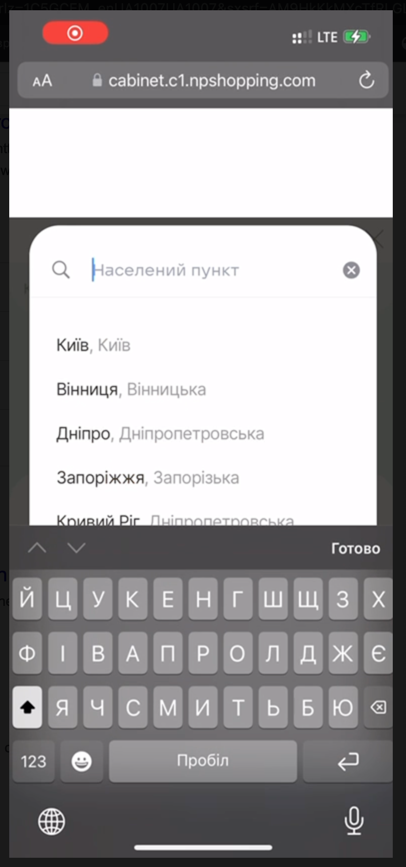 LTE
AA cabinet.c1.npshopping.com
Населений пункт
Київ, Київ
Вінниця, Вінницька
Дніпро, Дніпропетровська
Запоріжжя, Запорізька
Кривий Ріг, Дніпропетровська
Готово
Й Ц У К Е Н Г Ш Щ З Х
Ф І В А П Р О Л Д Ж Є
Я Ч С М И Т Ь Б Ю
123 Пробіл